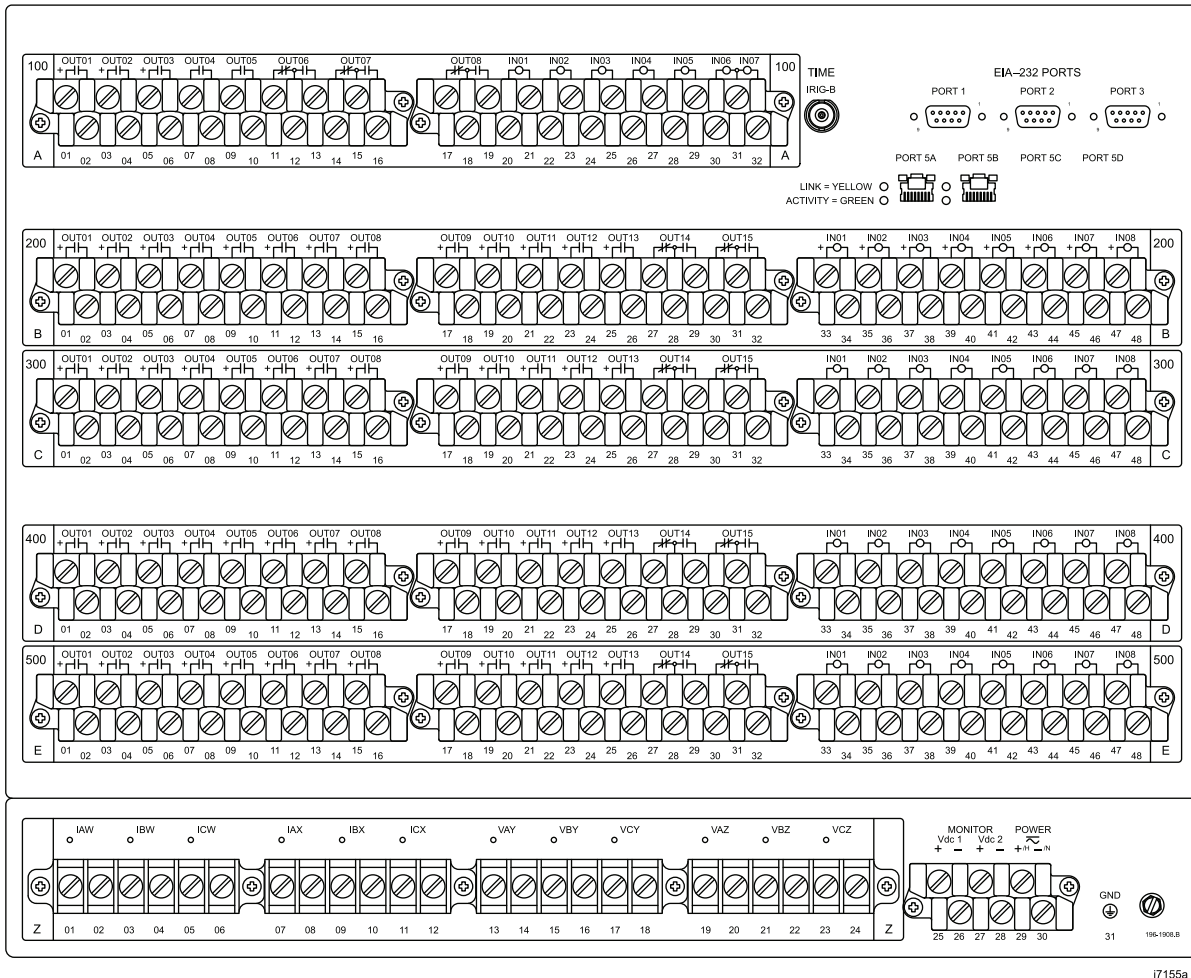 100 OUT01 OUT02 OUT03 OUT04 OUT05 OUT06 OUT07 OUT08 IN01 IN02 IN03 IN04 IN05 IN06 IN07 100
+ + +
A 01 02 03 04 05 06 07 08 09 10 11 12 13 14 15 16 17 18 19 20 21 22 23 24 25 26 27 28 29 30 31 32 A
TIME
IRIG-B
EIA–232 PORTS
PORT 1 PORT 2 PORT 3
PORT 5A PORT 5B PORT 5C PORT 5D
LINK = YELLOW
ACTIVITY = GREEN
200 OUT01 OUT02 OUT03 OUT04 OUT05 OUT06 OUT07 OUT08 OUT09 OUT10 OUT11 OUT12 OUT13 OUT14 OUT15 IN01 IN02 IN03 IN04 IN05 IN06 IN07 IN08 200
+ + + + + + + + + + + + + + + + + + + + +
B 01 02 03 04 05 06 07 08 09 10 11 12 13 14 15 16 17 18 19 20 21 22 23 24 25 26 27 28 29 30 31 32 33 34 35 36 37 38 39 40 41 42 43 44 45 46 47 48 B
300 OUT01 OUT02 OUT03 OUT04 OUT05 OUT06 OUT07 OUT08 OUT09 OUT10 OUT11 OUT12 OUT13 OUT14 OUT15 IN01 IN02 IN03 IN04 IN05 IN06 IN07 IN08 300
+ + + + + + + + + + + + +
C 01 02 03 04 05 06 07 08 09 10 11 12 13 14 15 16 17 18 19 20 21 22 23 24 25 26 27 28 29 30 31 32 33 34 35 36 37 38 39 40 41 42 43 44 45 46 47 48 C
400 OUT01 OUT02 OUT03 OUT04 OUT05 OUT06 OUT07 OUT08 OUT09 OUT10 OUT11 OUT12 OUT13 OUT14 OUT15 IN01 IN02 IN03 IN04 IN05 IN06 IN07 IN08 400
+ + + + + + + + + + + + +
D 01 02 03 04 05 06 07 08 09 10 11 12 13 14 15 16 17 18 19 20 21 22 23 24 25 26 27 28 29 30 31 32 33 34 35 36 37 38 39 40 41 42 43 44 45 46 47 48 D
500 OUT01 OUT02 OUT03 OUT04 OUT05 OUT06 OUT07 OUT08 OUT09 OUT10 OUT11 OUT12 OUT13 OUT14 OUT15 IN01 IN02 IN03 IN04 IN05 IN06 IN07 IN08 500
+ + + + + + + + + + + + +
E 01 02 03 04 05 06 07 08 09 10 11 12 13 14 15 16 17 18 19 20 21 22 23 24 25 26 27 28 29 30 31 32 33 34 35 36 37 38 39 40 41 42 43 44 45 46 47 48 E
IAW IBW ICW IAX IBX ICX VAY VBY VCY VAZ VBZ VCZ
Z 01 02 03 04 05 06 07 08 09 10 11 12 13 14 15 16 17 18 19 20 21 22 23 24 Z
MONITOR POWER
Vdc 1 Vdc 2
+ – + – +/H –/N
25 26 27 28 29 30
GND
31
196-1908.B
i7155a